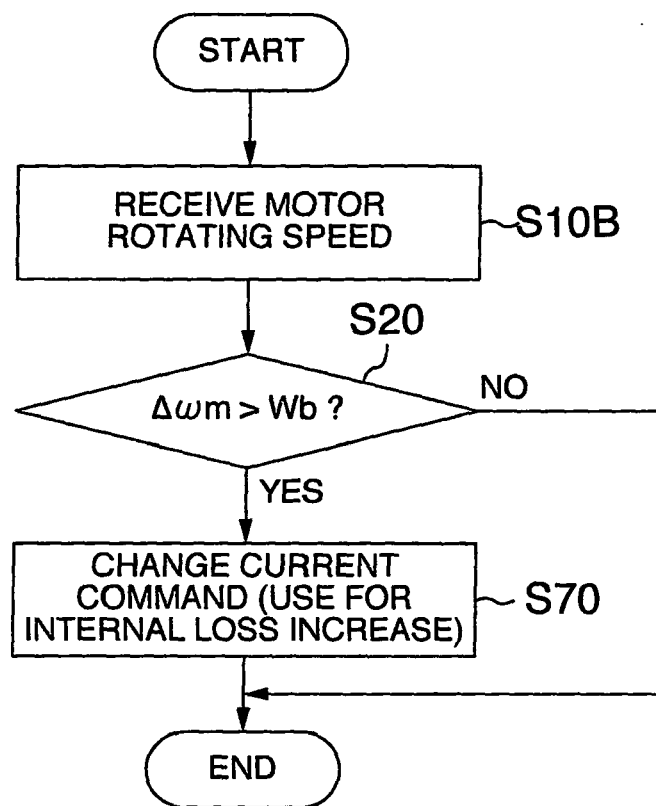 START
RECEIVE MOTOR
ROTATING SPEED
S10B
S20
Δωm > Wb ?
NO
YES
CHANGE CURRENT
COMMAND (USE FOR
INTERNAL LOSS INCREASE)
S70
END